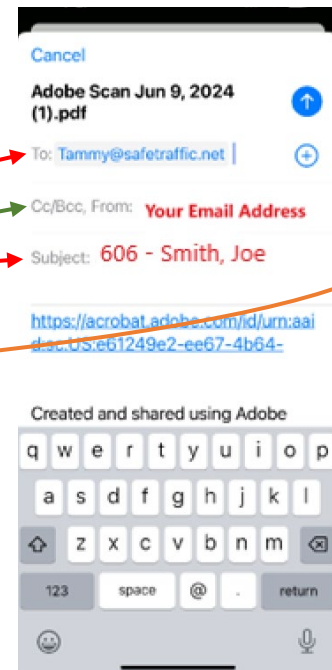 Cancel
Adobe Scan Jun 9, 2024
(1).pdf
To: Tammy@safetraffic.net
Cc/Bcc, From: Your Email Address
Subject: 606 - Smith, Joe
https://acrobat.adobe.com/id/urn:aai
d:sc:US:e61249e2-ee67-4b64-
Created and shared using Adobe
q w e r t y u i o p
a s d f g h j k l
z x c v b n m
123 space @ . return